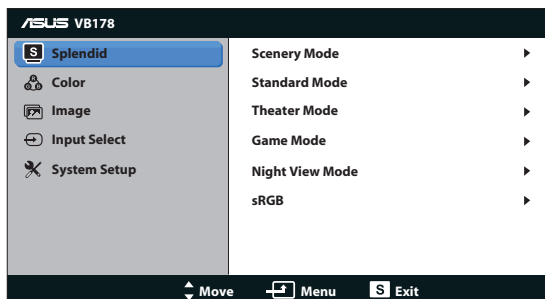 ASUS VB178
S Splendid
Color
Image
Input Select
System Setup
Scenery Mode
Standard Mode
Theater Mode
Game Mode
Night View Mode
sRGB
Move Menu S Exit